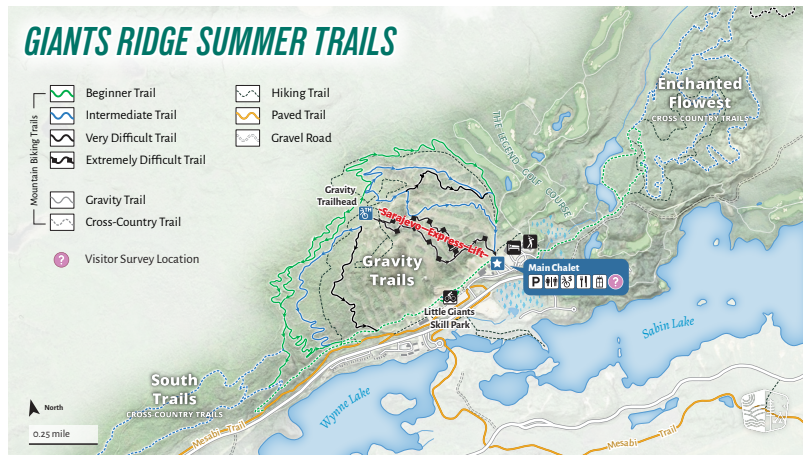 GIANTS RIDGE SUMMER TRAILS
Mountain Biking Trails
Beginner Trail
Intermediate Trail
Very Difficult Trail
Extremely Difficult Trail
Gravity Trail
Cross-Country Trail
Hiking Trail
Paved Trail
Gravel Road
? Visitor Survey Location
Enchanted
Flowest
CROSS COUNTRY TRAILS
THE LEGEND GOLF COURSE
Gravity
Trailhead
Sarajevo Express Lift
Gravity
Trails
Main Chalet
P ?
Little Giants
Skill Park
Sabin Lake
South
Trails
CROSS COUNTRY TRAILS
Wynne Lake
Mesabi Trail
Mesabi Trail
North
0.25 mile